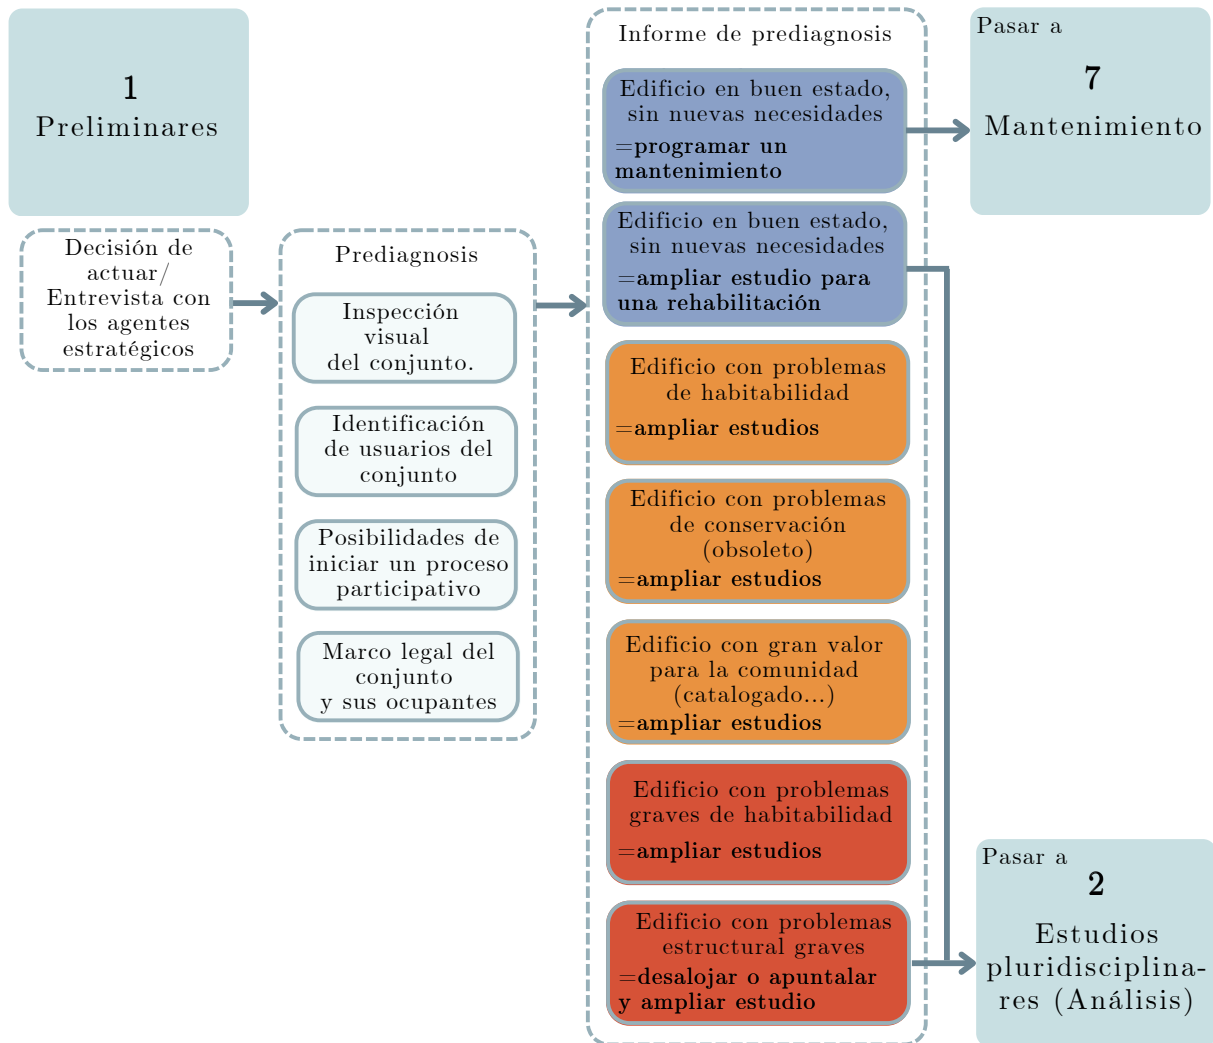 1
Preliminares
Decisión de
actuar/
Entrevista con
los agentes
estratégicos
Prediagnosis
Inspección
visual
del conjunto.
Identificación
de usuarios del
conjunto
Posibilidades de
iniciar un proceso
participativo
Marco legal del
conjunto
y sus ocupantes
Informe de prediagnosis
Edificio en buen estado,
sin nuevas necesidades
=programar un
mantenimiento
Edificio en buen estado,
sin nuevas necesidades
=ampliar estudio para
una rehabilitación
Edificio con problemas
de habitabilidad
=ampliar estudios
Edificio con problemas
de conservación
(obsoleto)
=ampliar estudios
Edificio con gran valor
para la comunidad
(catalogado...)
=ampliar estudios
Edificio con problemas
graves de habitabilidad
=ampliar estudios
Edificio con problemas
estructural graves
=desalojar o apuntalar
y ampliar estudio
Pasar a
7
Mantenimiento
Pasar a
2
Estudios
pluridisciplina-
res (Análisis)